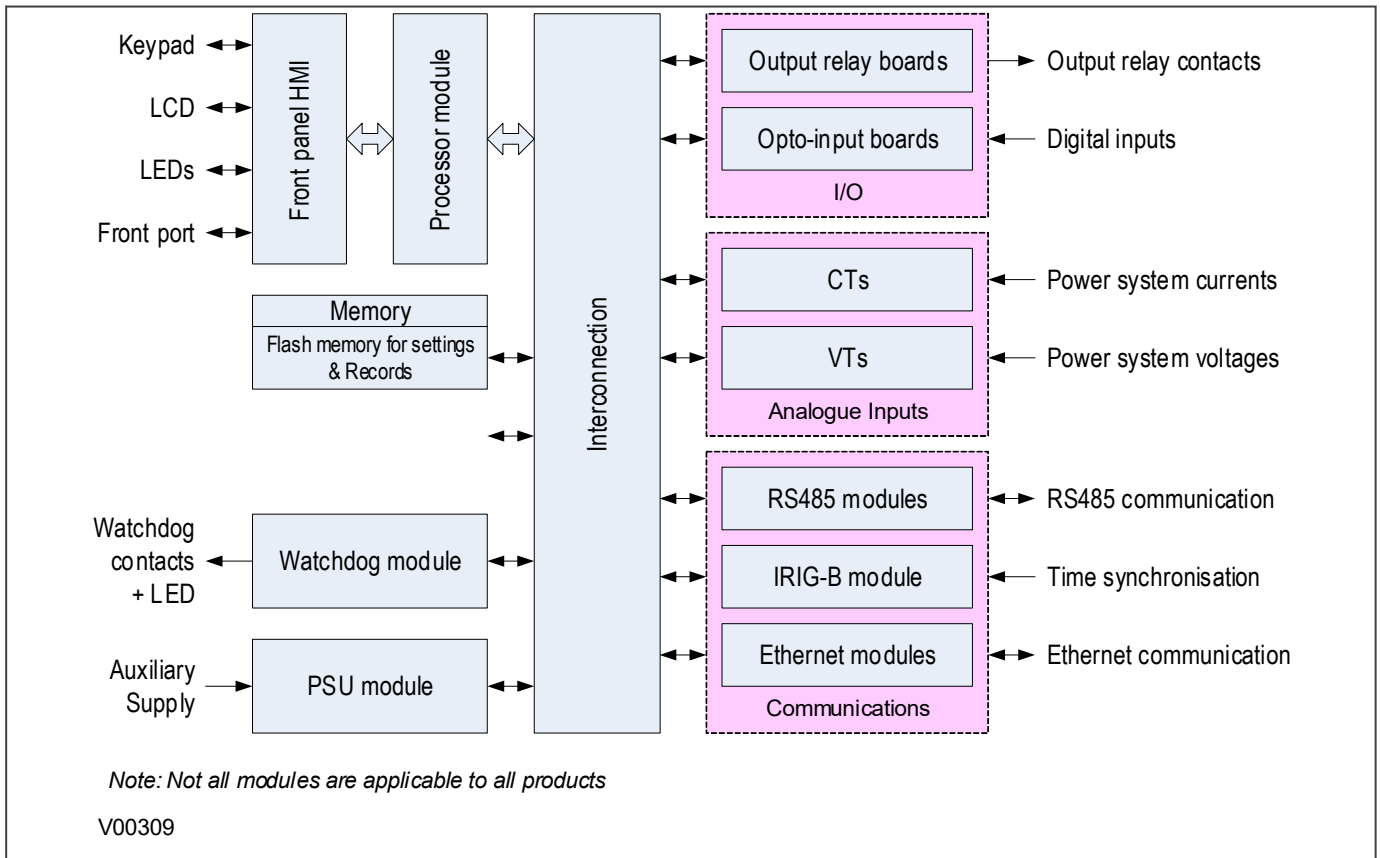 Keypad
LCD
LEDs
Front port
Front panel HMI
Processor module
Memory
Flash memory for settings
& Records
Watchdog
contacts
+ LED
Watchdog module
Auxiliary
Supply
PSU module
Interconnection
Output relay boards
Output relay contacts
Opto-input boards
Digital inputs
I/O
CTs
Power system currents
VTs
Power system voltages
Analogue Inputs
RS485 modules
RS485 communication
IRIG-B module
Time synchronisation
Ethernet modules
Ethernet communication
Communications
Note: Not all modules are applicable to all products
V00309